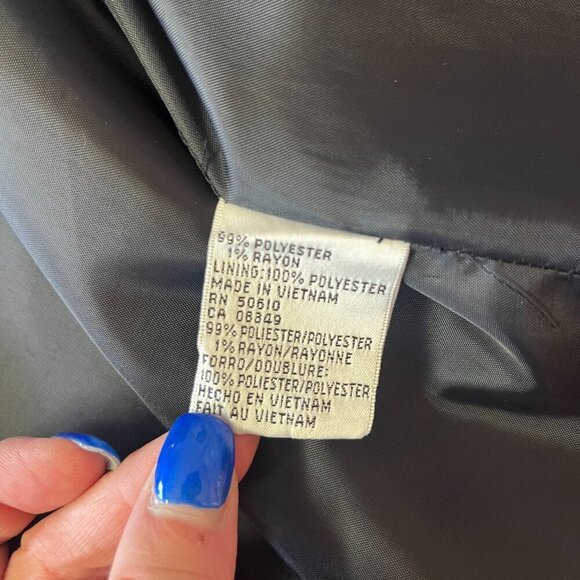 99% POLYESTER
1% RAYON
LINING:100% POLYESTER
MADE IN VIETNAM
RN 50610
CA 08849
99% POLIESTER/POLYESTER
1% RAYON/RAYONNE
FORRO/DOUBLURE:
100% POLIESTER/POLYESTER
HECHO EN VIETNAM
FAIT AU VIETNAM